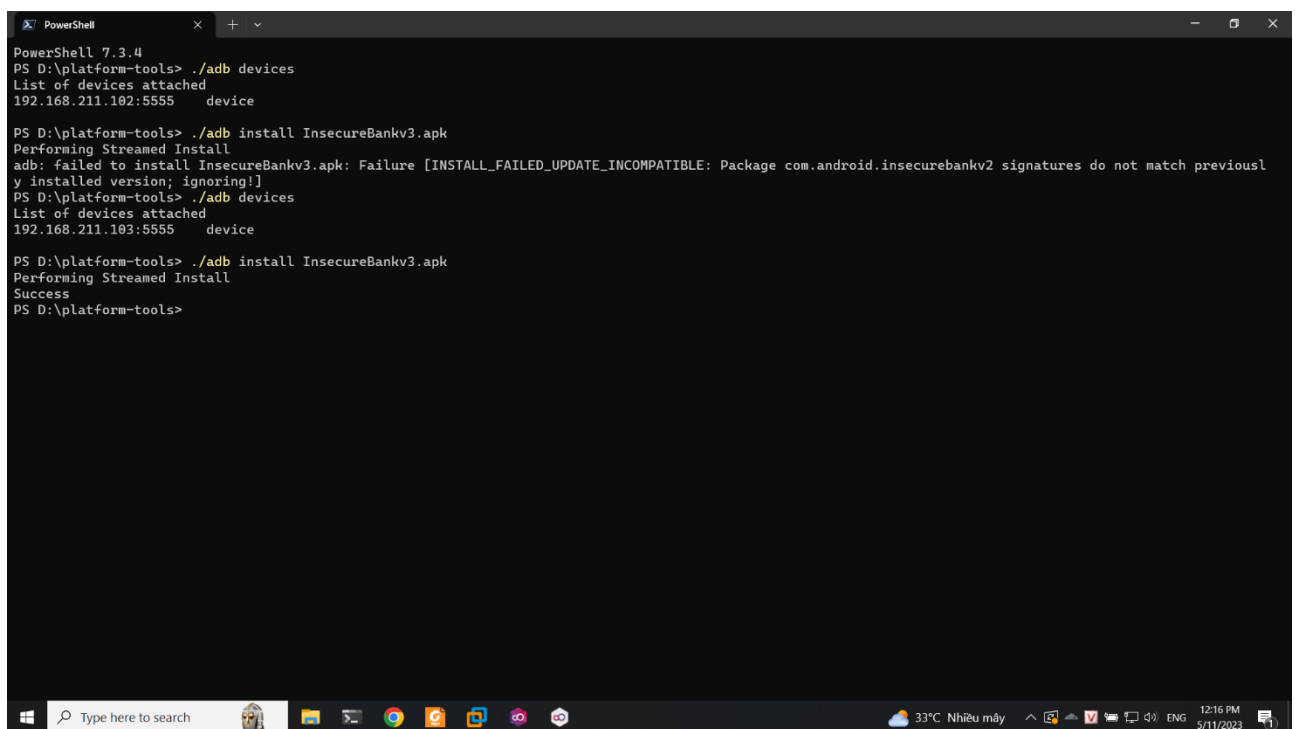 PowerShell
PowerShell 7.3.4
PS D:\platform-tools> ./adb devices
List of devices attached
192.168.211.102:5555    device
PS D:\platform-tools> ./adb install InsecureBankv3.apk
Performing Streamed Install
adb: failed to install InsecureBankv3.apk: Failure [INSTALL_FAILED_UPDATE_INCOMPATIBLE: Package com.android.insecurebankv2 signatures do not match previousl
y installed version; ignoring!]
PS D:\platform-tools> ./adb devices
List of devices attached
192.168.211.103:5555    device
PS D:\platform-tools> ./adb install InsecureBankv3.apk
Performing Streamed Install
Success
PS D:\platform-tools>
Type here to search
33°C Nhiều mây
V
ENG
12:16 PM
5/11/2023
1